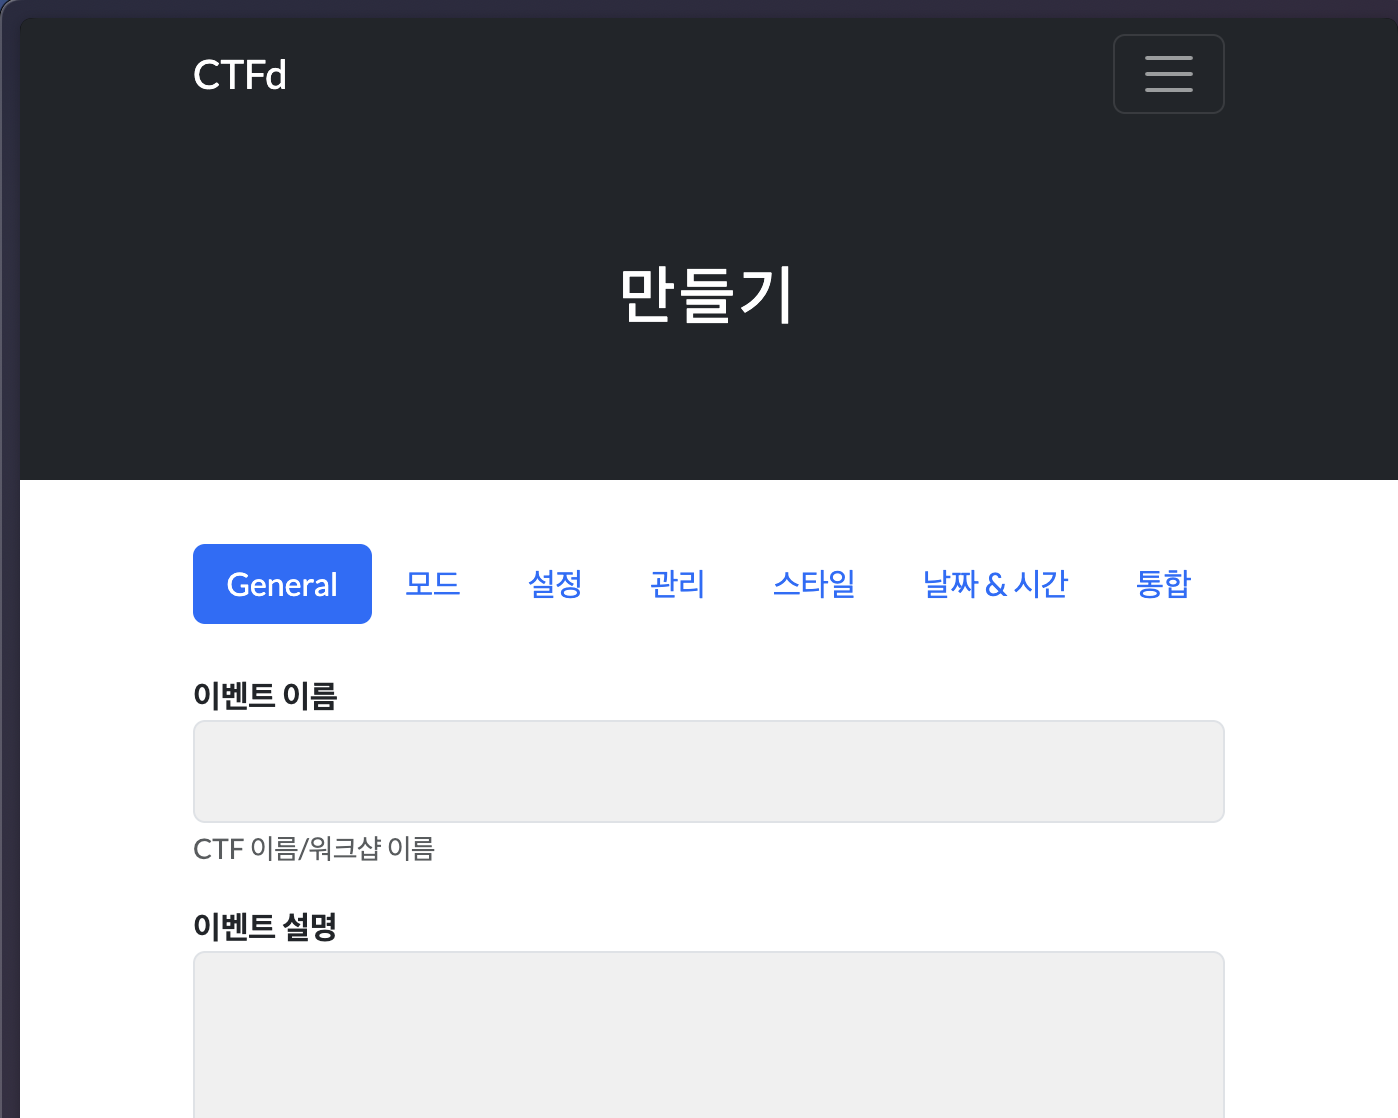 CTFd
만들기
General 모드 설정 관리 스타일 날짜 & 시간 통합
이벤트 이름
CTF 이름/워크샵 이름
이벤트 설명